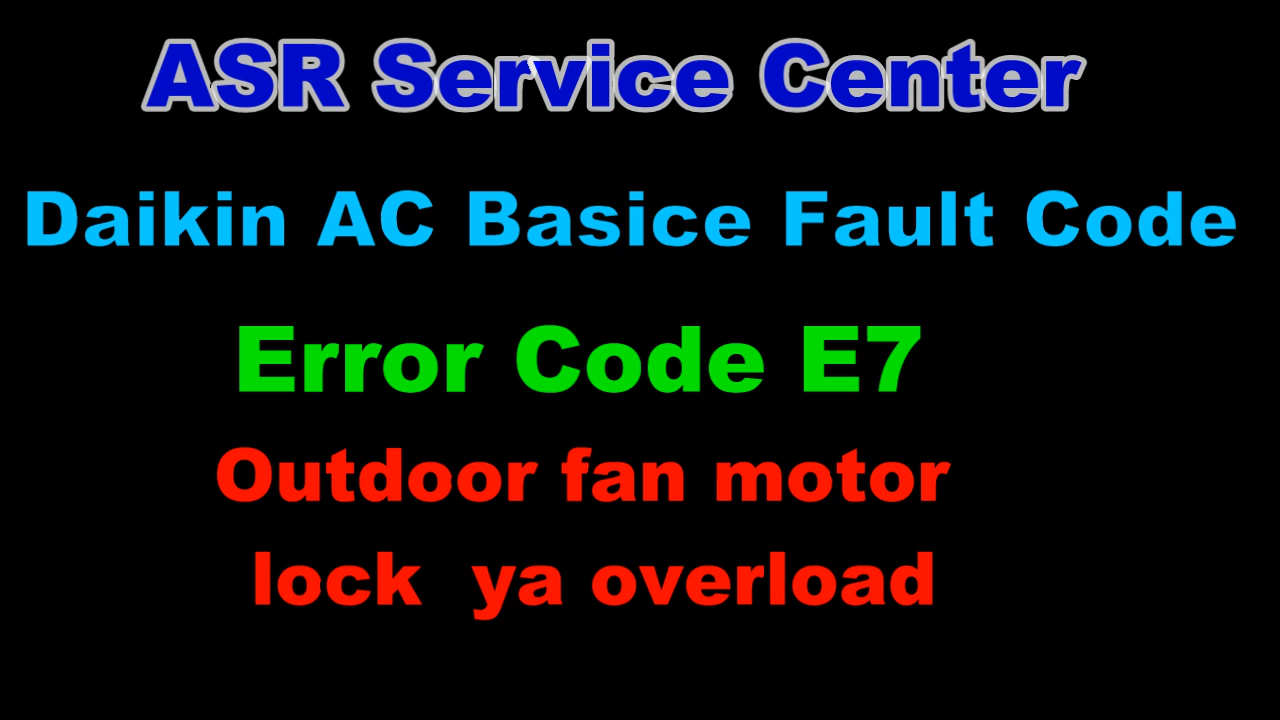 ASR Service Center
Daikin AC Basice Fault Code
Error Code E7
Outdoor fan motor
lock ya overload